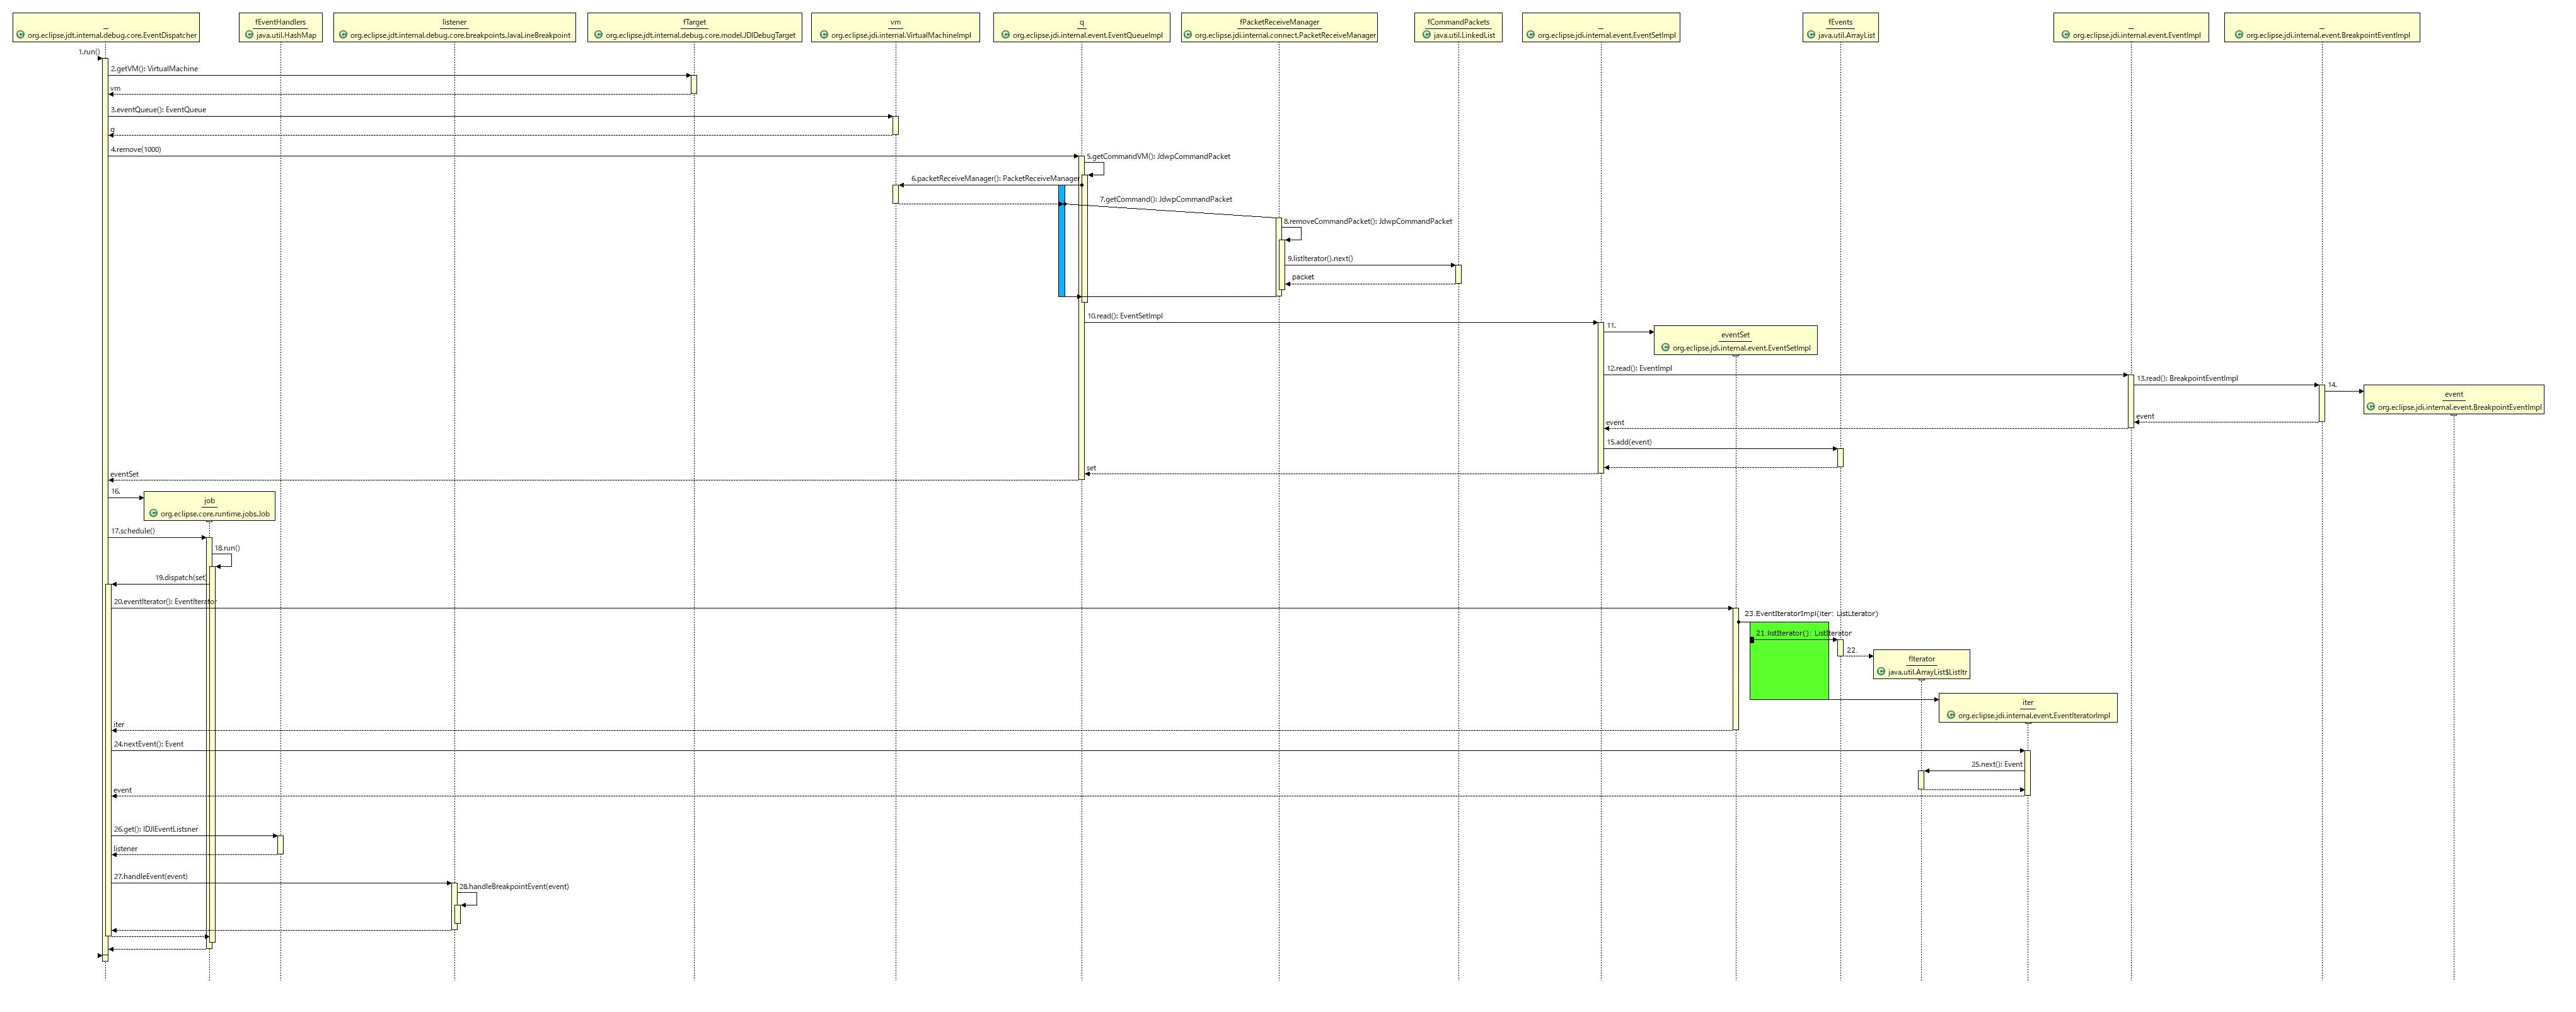 _
org.eclipse.jdt.internal.debug.core.EventDispatcher
fEventHandlers
java.util.HashMap
listener
org.eclipse.jdt.internal.debug.core.breakpoints.JavaLineBreakpoint
fTarget
org.eclipse.jdt.internal.debug.core.model.JDIDebugTarget
vm
org.eclipse.jdi.internal.VirtualMachineImpl
q
org.eclipse.jdi.internal.event.EventQueueImpl
fPacketReceiveManager
org.eclipse.jdi.internal.connect.PacketReceiveManager
fCommandPackets
java.util.LinkedList
_
org.eclipse.jdi.internal.event.EventSetImpl
fEvents
java.util.ArrayList
_
org.eclipse.jdi.internal.event.EventImpl
_
org.eclipse.jdi.internal.event.BreakpointEventImpl
1.run()
2.getVM(): VirtualMachine
vm
3.eventQueue(): EventQueue
q
4.remove(1000)
5.getCommandVM(): JdwpCommandPacket
6.packetReceiveManager(): PacketReceiveManager
7.getCommand(): JdwpCommandPacket
8.removeCommandPacket(): JdwpCommandPacket
9.listIterator().next()
packet
10.read(): EventSetImpl
11.
eventSet
org.eclipse.jdi.internal.event.EventSetImpl
12.read(): EventImpl
13.read(): BreakpointEventImpl
14.
event
org.eclipse.jdi.internal.event.BreakpointEventImpl
event
event
15.add(event)
set
eventSet
16.
job
org.eclipse.core.runtime.jobs.Job
17.schedule()
18.run()
19.dispatch(set)
20.eventIterator(): EventIterator
23.EventIteratorImpl(iter: ListLterator)
21.listIterator(): ListIterator
22.
fIterator
java.util.ArrayList$ListItr
iter
org.eclipse.jdi.internal.event.EventIteratorImpl
iter
24.nextEvent(): Event
25.next(): Event
event
26.get(): IDJIEventListsner
listener
27.handleEvent(event)
28.handleBreakpointEvent(event)